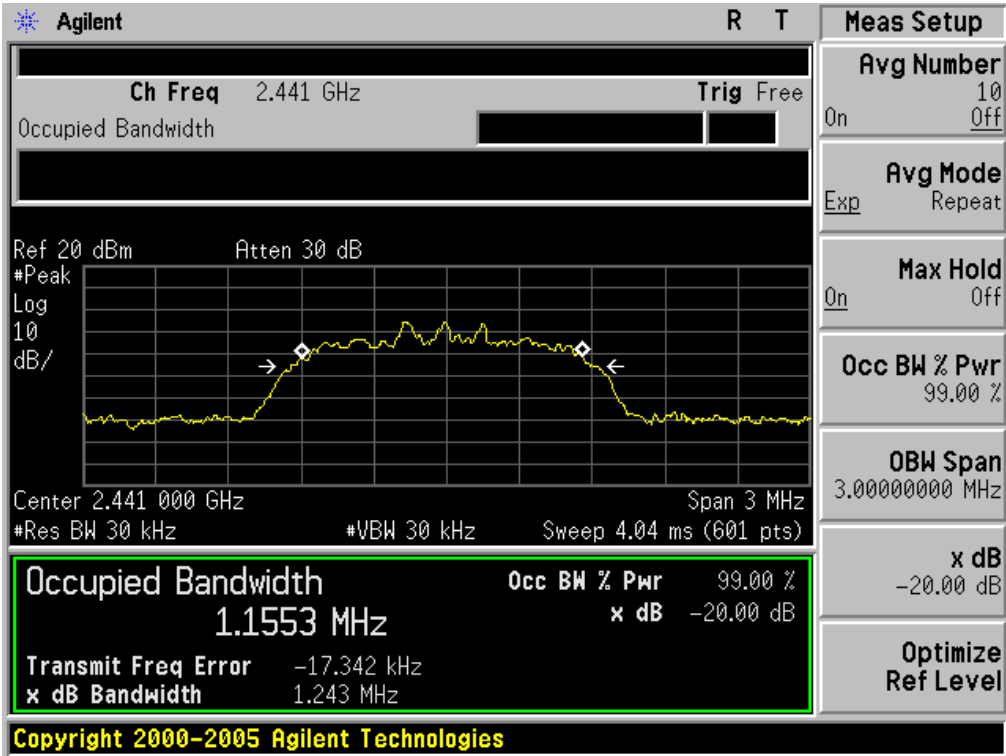 Agilent R T
Ch Freq 2.441 GHz Trig Free
Occupied Bandwidth
Ref 20 dBm Atten 30 dB
#Peak
Log
10
dB/
Center 2.441 000 GHz Span 3 MHz
#Res BW 30 kHz #VBW 30 kHz Sweep 4.04 ms (601 pts)
Occupied Bandwidth Occ BW % Pwr 99.00 %
1.1553 MHz x dB -20.00 dB
Transmit Freq Error -17.342 kHz
x dB Bandwidth 1.243 MHz
Copyright 2000-2005 Agilent Technologies
Meas Setup
Avg Number
10
On Off
Avg Mode
Exp Repeat
Max Hold
On Off
Occ BW % Pwr
99.00 %
OBW Span
3.00000000 MHz
x dB
-20.00 dB
Optimize
Ref Level